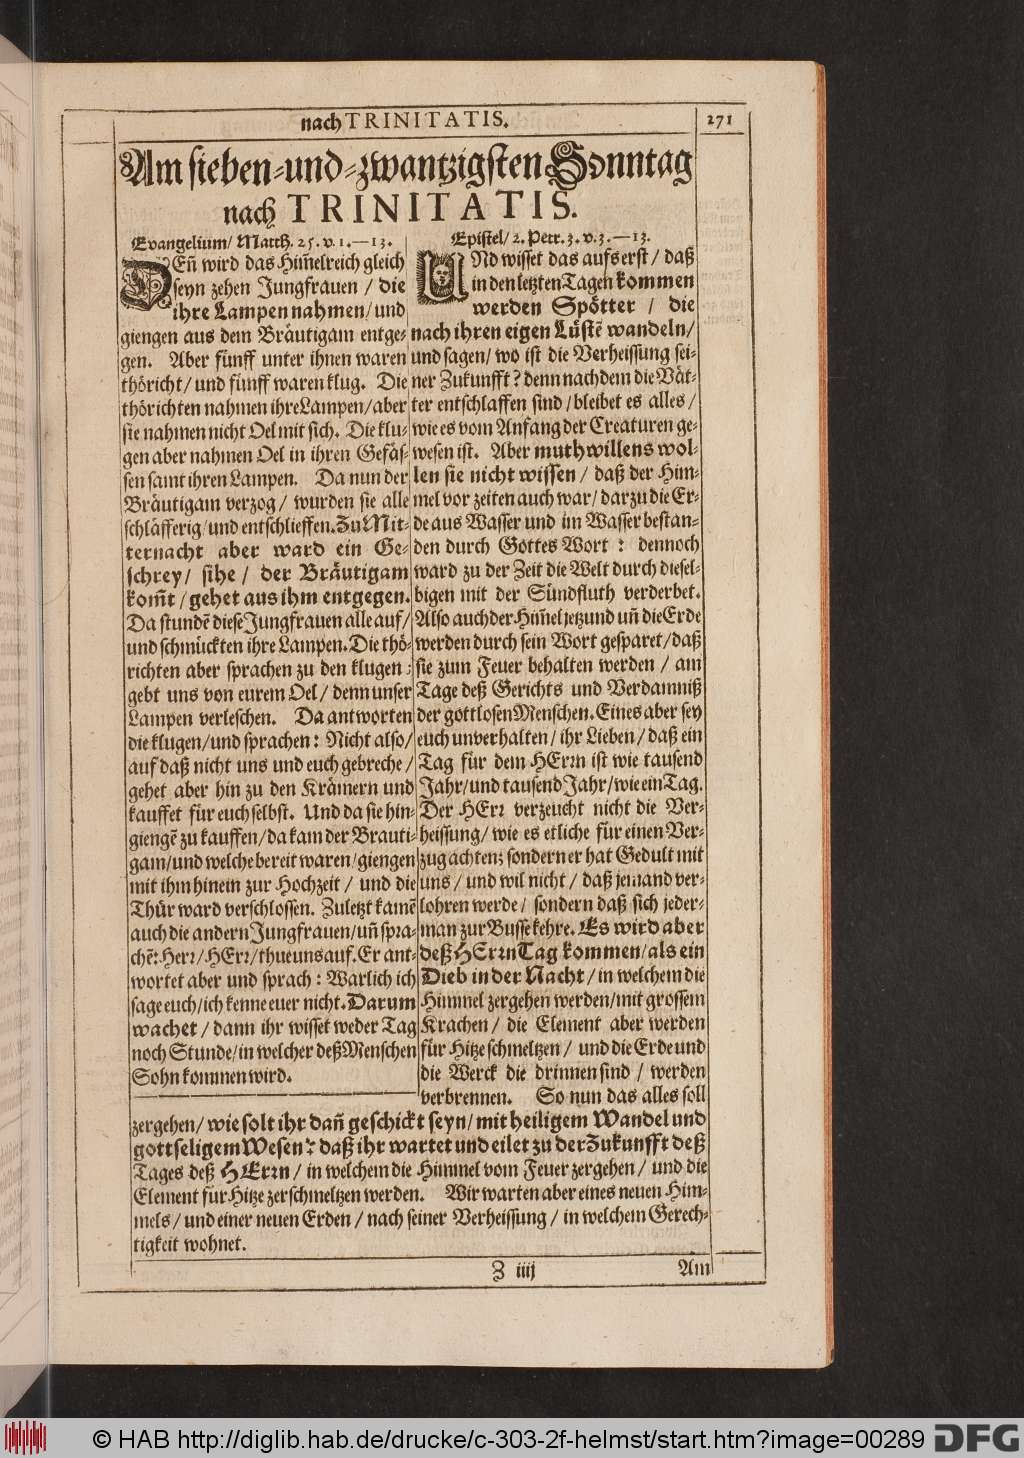 nach TRINITATIS.
271
Am sieben-und-zwantzigsten Sonntag
nach TRINITATIS.
Evangelium/ Matth. 25. v. 1.—13.
DEñ wird das Him̃elreich gleich
seyn zehen Jungfrauen / die
ihre Lampen nahmen / und
giengen aus dem Bräutigam entge-
gen. Aber fünff unter ihnen waren
thöricht / und fünff waren klug. Die
thörichten nahmen ihre Lampen / aber
sie nahmen nicht Oel mit sich. Die klu-
gen aber nahmen Oel in ihren Gefäs-
sen samt ihren Lampen. Da nun der
Bräutigam verzog / wurden sie alle
schläfferig / und entschlieffen. Zu Mit-
ternacht aber ward ein Ge-
schrey / sihe / der Bräutigam
kom̃t / gehet aus ihm entgegen.
Da stundẽ diese Jungfrauen alle auf /
und schmückten ihre Lampen. Die thö-
richten aber sprachen zu den klugen:
gebt uns von eurem Oel / denn unser
Lampen verleschen. Da antworten
die klugen / und sprachen: Nicht also /
auf daß nicht uns und euch gebreche /
gehet aber hin zu den Krämern und
kauffet für euch selbst. Und da sie hin-
giengẽ zu kauffen / da kam der Brauti-
gam / und welche bereit waren / giengen
mit ihm hinein zur Hochzeit / und die
Thür ward verschlossen. Zuletzt kamẽ
auch die andern Jungfrauen / uñ spra-
chẽ: Herr / HErr / thue uns auf. Er ant-
wortet aber und sprach: Warlich ich
sage euch / ich kenne euer nicht. Darum
wachet / dann ihr wisset weder Tag
noch Stunde / in welcher deß Menschen
Sohn kommen wird.
Epistel / 2. Petr. 3. v. 3.—13.
UNd wisset das aufs erst / daß
in den letzten Tagen kommen
werden Spötter / die
nach ihren eigen Lüstẽ wandeln /
und sagen / wo ist die Verheissung sei-
ner Zukunfft? denn nachdem die Vät-
ter entschlaffen sind / bleibet es alles /
wie es vom Anfang der Creaturen ge-
wesen ist. Aber muthwillens wol-
len sie nicht wissen / daß der Him-
mel vor zeiten auch war / darzu die Er-
de aus Wasser und im Wasser bestan-
den durch Gottes Wort: dennoch
ward zu der Zeit die Welt durch diesel-
bigen mit der Sündfluth verderbet.
Also auch der Him̃el jetzund uñ die Erde
werden durch sein Wort gesparet / daß
sie zum Feuer behalten werden / am
Tage deß Gerichts und Verdamniß
der gottlosen Menschen. Eines aber sey
euch unverhalten / ihr Lieben / daß ein
Tag für dem HErrn ist wie tausend
Jahr / und tausend Jahr / wie ein Tag.
Der HErr verzeucht nicht die Ver-
heissung / wie es etliche für einen Ver-
zug achten; sondern er hat Gedult mit
uns / und wil nicht / daß jemand ver-
lohren werde / sondern daß sich jeder-
man zur Busse kehre. Es wird aber
deß HErrn Tag kommen / als ein
Dieb in der Nacht / in welchem die
Himmel zergehen werden / mit grossem
Krachen / die Element aber werden
für Hitze schmeltzen / und die Erde und
die Werck die drinnen sind / werden
verbrennen. So nun das alles soll
zergehen / wie solt ihr dañ geschickt seyn / mit heiligem Wandel und
gottseligem Wesen? daß ihr wartet und eilet zu der Zukunfft deß
Tages deß HErrn / in welchem die Himmel vom Feuer zergehen / und die
Element für Hitze zerschmeltzen werden. Wir warten aber eines neuen Him-
mels / und einer neuen Erden / nach seiner Verheissung / in welchem Gerech-
tigkeit wohnet.
Z iiij
Am
© HAB http://diglib.hab.de/drucke/c-303-2f-helmst/start.htm?image=00289
DFG